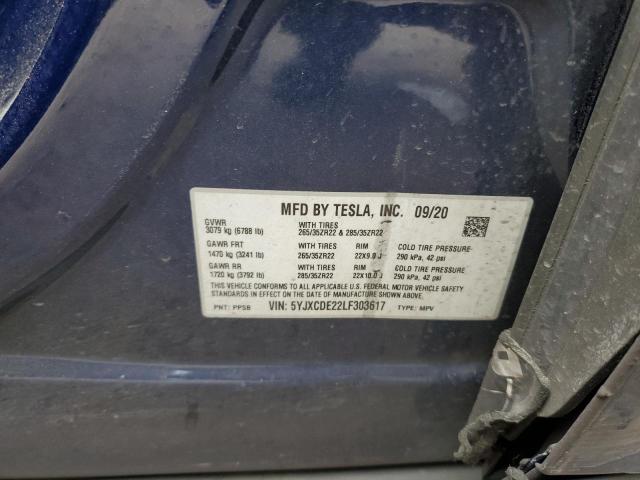 MFD BY TESLA, INC. 09/20
GVWR
3079 kg (6788 lb)
WITH TIRES
265/35ZR22 & 285/35ZR22
GAWR FRT
1470 kg (3241 lb)
WITH TIRES
265/35ZR22
RIM
22X9.0 J
COLD TIRE PRESSURE-
290 kPa, 42 psi
GAWR RR
1720 kg (3792 lb)
WITH TIRES
285/35ZR22
RIM
22X10.0 J
COLD TIRE PRESSURE-
290 kPa, 42 psi
THIS VEHICLE CONFORMS TO ALL APPLICABLE U.S. FEDERAL MOTOR VEHICLE SAFETY
STANDARDS IN EFFECT ON THE DATE OF MANUFACTURE SHOWN ABOVE.
PNT: PPSB VIN: 5YJXCDE22LF303617 TYPE: MPV